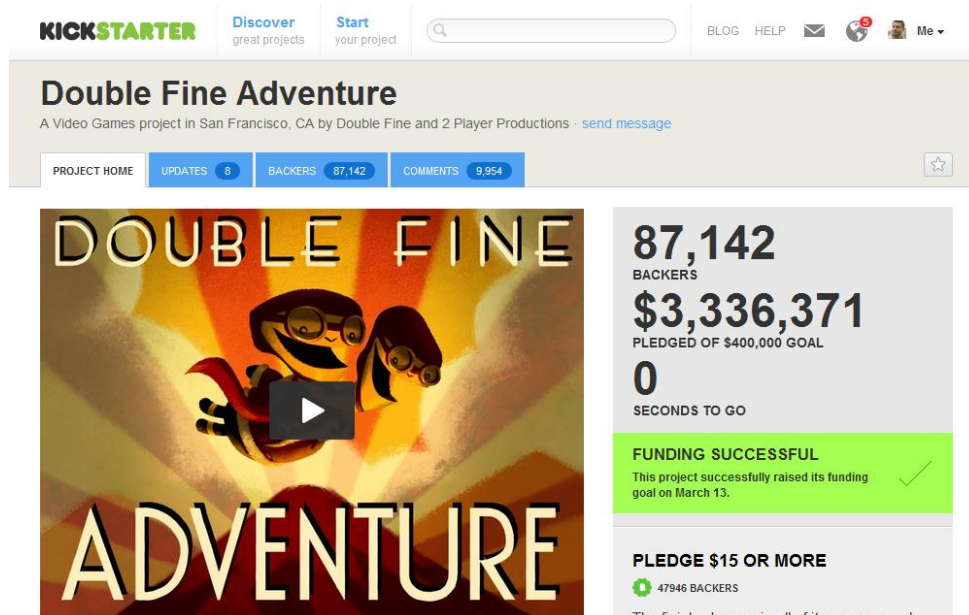 KICKSTARTER
Discover
great projects
Start
your project
BLOG HELP 5 Me
Double Fine Adventure
A Video Games project in San Francisco, CA by Double Fine and 2 Player Productions · send message
PROJECT HOME UPDATES 8 BACKERS 87,142 COMMENTS 9,954
DOUBLE FINE
ADVENTURE
87,142
BACKERS
$3,336,371
PLEDGED OF $400,000 GOAL
0
SECONDS TO GO
FUNDING SUCCESSFUL
This project successfully raised its funding
goal on March 13.
PLEDGE $15 OR MORE
47946 BACKERS